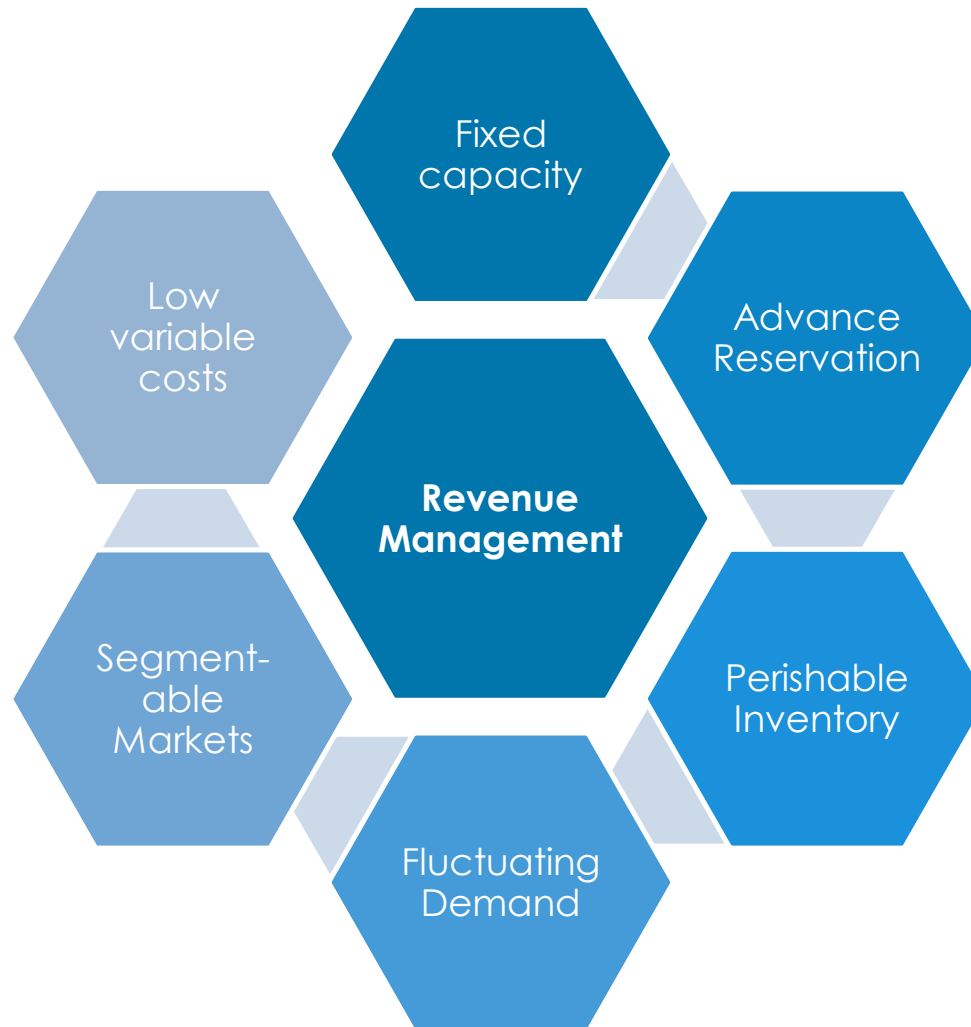 Fixed
capacity
Advance
Reservation
Perishable
Inventory
Fluctuating
Demand
Segment-
able
Markets
Low
variable
costs
Revenue
Management